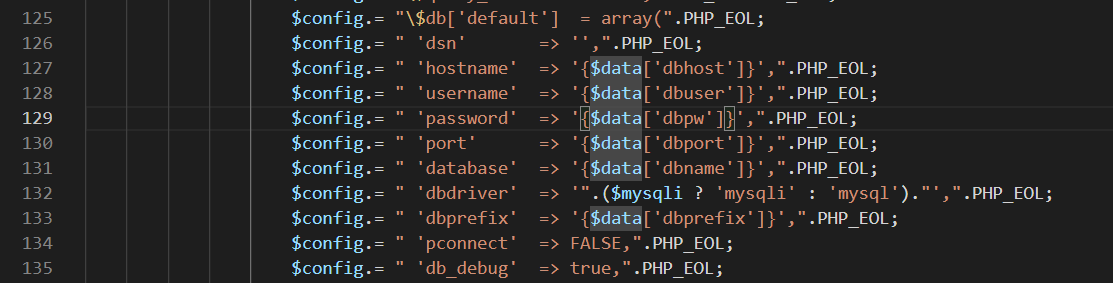 125 $config.= "\$db['default']  = array(".PHP_EOL;
126 $config.= " 'dsn'       => '',".PHP_EOL;
127 $config.= " 'hostname'  => '{$data['dbhost']}',".PHP_EOL;
128 $config.= " 'username'  => '{$data['dbuser']}',".PHP_EOL;
129 $config.= " 'password'  => '{$data['dbpw']}',".PHP_EOL;
130 $config.= " 'port'      => '{$data['dbport']}',".PHP_EOL;
131 $config.= " 'database'  => '{$data['dbname']}',".PHP_EOL;
132 $config.= " 'dbdriver'  => '".($mysqli ? 'mysqli' : 'mysql')."',".PHP_EOL;
133 $config.= " 'dbprefix'  => '{$data['dbprefix']}',".PHP_EOL;
134 $config.= " 'pconnect'  => FALSE,".PHP_EOL;
135 $config.= " 'db_debug'  => true,".PHP_EOL;